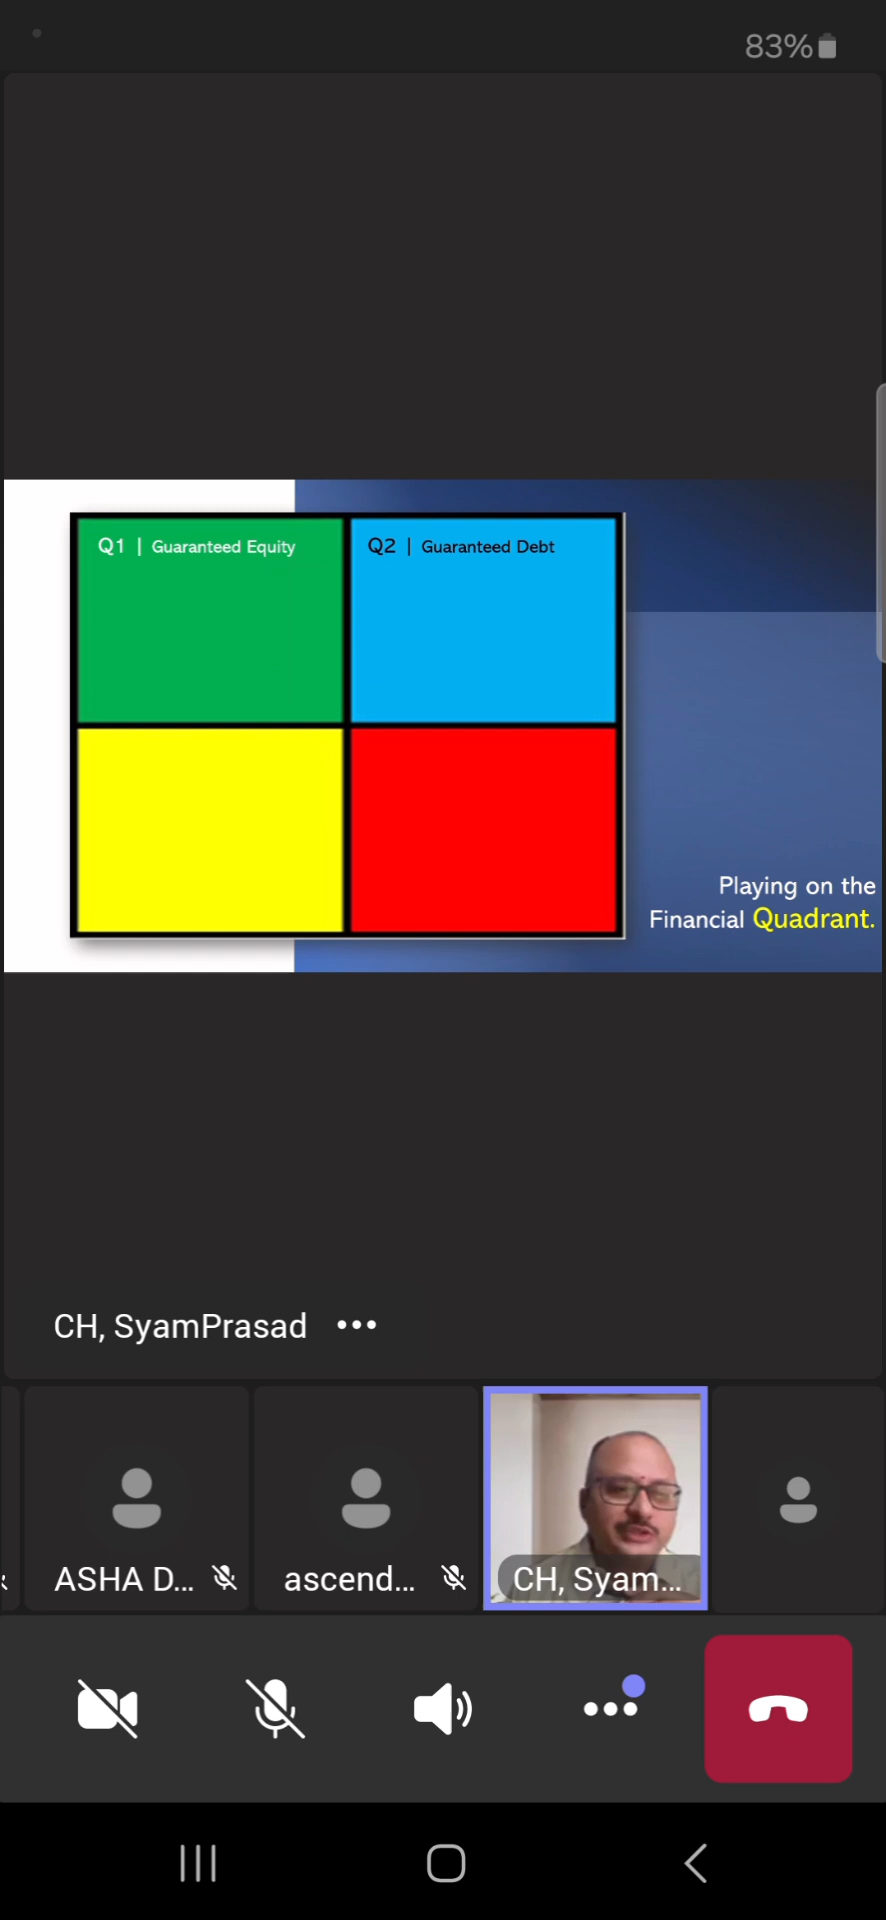 83%
Q1 | Guaranteed Equity
Q2 | Guaranteed Debt
Playing on the
Financial Quadrant.
CH, SyamPrasad
ASHA D...
ascend...
CH, Syam...